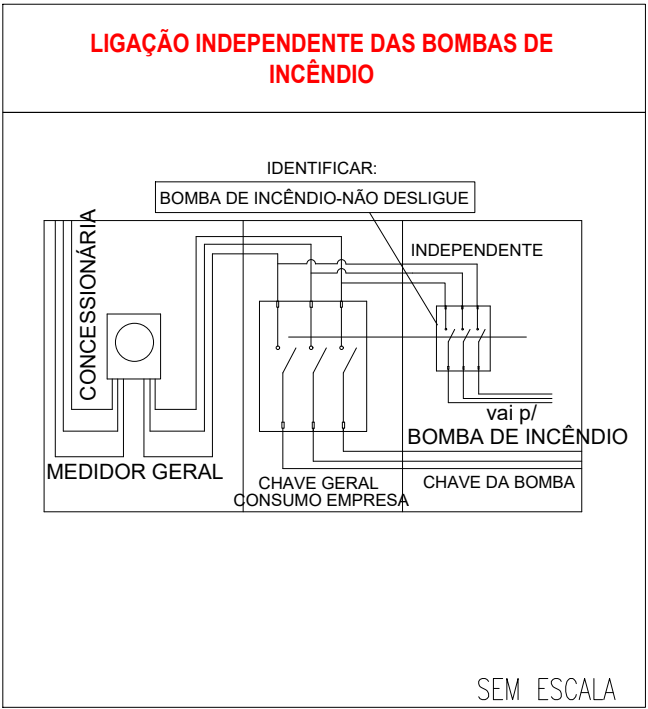 LIGAÇÃO INDEPENDENTE DAS BOMBAS DE
INCÊNDIO
IDENTIFICAR:
BOMBA DE INCÊNDIO-NÃO DESLIGUE
CONCESSIONÁRIA
INDEPENDENTE
vai p/
BOMBA DE INCÊNDIO
MEDIDOR GERAL
CHAVE GERAL
CONSUMO EMPRESA
CHAVE DA BOMBA
SEM ESCALA